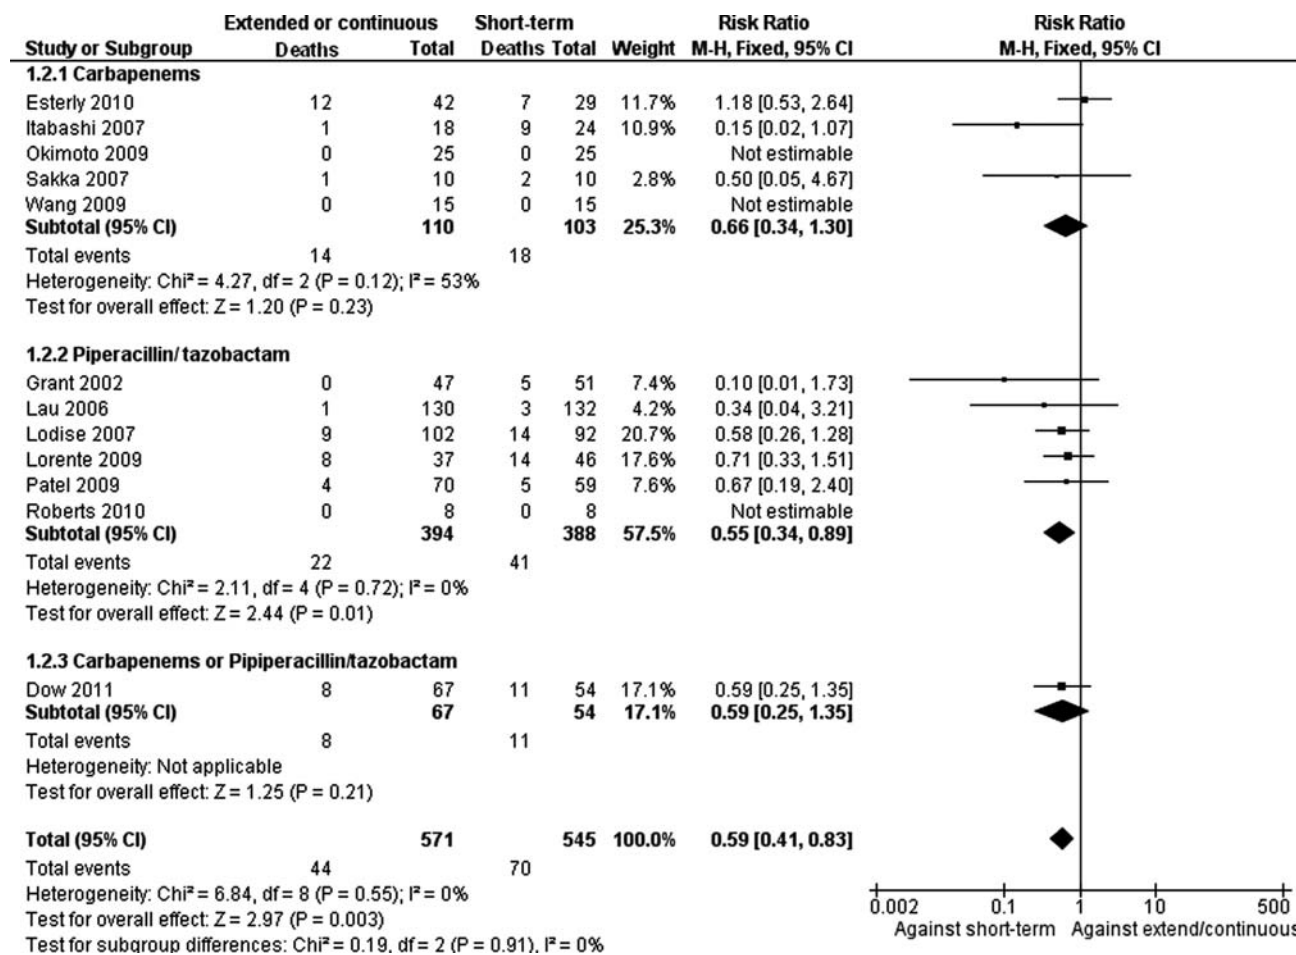 Extended or continuous Short-term Risk Ratio Risk Ratio
Study or Subgroup Deaths Total Deaths Total Weight M-H, Fixed, 95% CI M-H, Fixed, 95% CI
1.2.1 Carbapenems
Esterly 2010 12 42 7 29 11.7% 1.18 [0.53, 2.64]
Itabashi 2007 1 18 9 24 10.9% 0.15 [0.02, 1.07]
Okimoto 2009 0 25 0 25 Not estimable
Sakka 2007 1 10 2 10 2.8% 0.50 [0.05, 4.67]
Wang 2009 0 15 0 15 Not estimable
Subtotal (95% CI) 110 103 25.3% 0.66 [0.34, 1.30]
Total events 14 18
Heterogeneity: Chi² = 4.27, df = 2 (P = 0.12); I² = 53%
Test for overall effect: Z = 1.20 (P = 0.23)
1.2.2 Piperacillin/ tazobactam
Grant 2002 0 47 5 51 7.4% 0.10 [0.01, 1.73]
Lau 2006 1 130 3 132 4.2% 0.34 [0.04, 3.21]
Lodise 2007 9 102 14 92 20.7% 0.58 [0.26, 1.28]
Lorente 2009 8 37 14 46 17.6% 0.71 [0.33, 1.51]
Patel 2009 4 70 5 59 7.6% 0.67 [0.19, 2.40]
Roberts 2010 0 8 0 8 Not estimable
Subtotal (95% CI) 394 388 57.5% 0.55 [0.34, 0.89]
Total events 22 41
Heterogeneity: Chi² = 2.11, df = 4 (P = 0.72); I² = 0%
Test for overall effect: Z = 2.44 (P = 0.01)
1.2.3 Carbapenems or Pipiperacillin/tazobactam
Dow 2011 8 67 11 54 17.1% 0.59 [0.25, 1.35]
Subtotal (95% CI) 67 54 17.1% 0.59 [0.25, 1.35]
Total events 8 11
Heterogeneity: Not applicable
Test for overall effect: Z = 1.25 (P = 0.21)
Total (95% CI) 571 545 100.0% 0.59 [0.41, 0.83]
Total events 44 70
Heterogeneity: Chi² = 6.84, df = 8 (P = 0.55); I² = 0%
Test for overall effect: Z = 2.97 (P = 0.003)
Test for subgroup differences: Chi² = 0.19, df = 2 (P = 0.91), I² = 0%
0.002 0.1 1 10 500
Against short-term Against extend/continuous